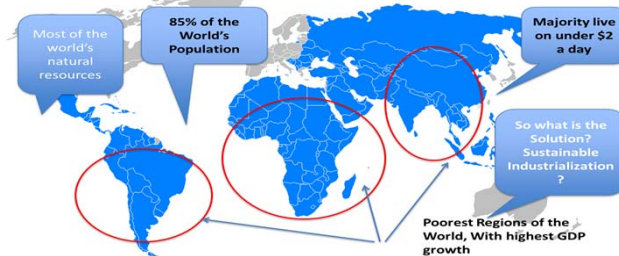 Most of the
world's
natural
resources
85% of the
World's
Population
Majority live
on under $2
a day
So what is the
Solution?
Sustainable
Industrialization
?
Poorest Regions of the
World, With highest GDP
growth